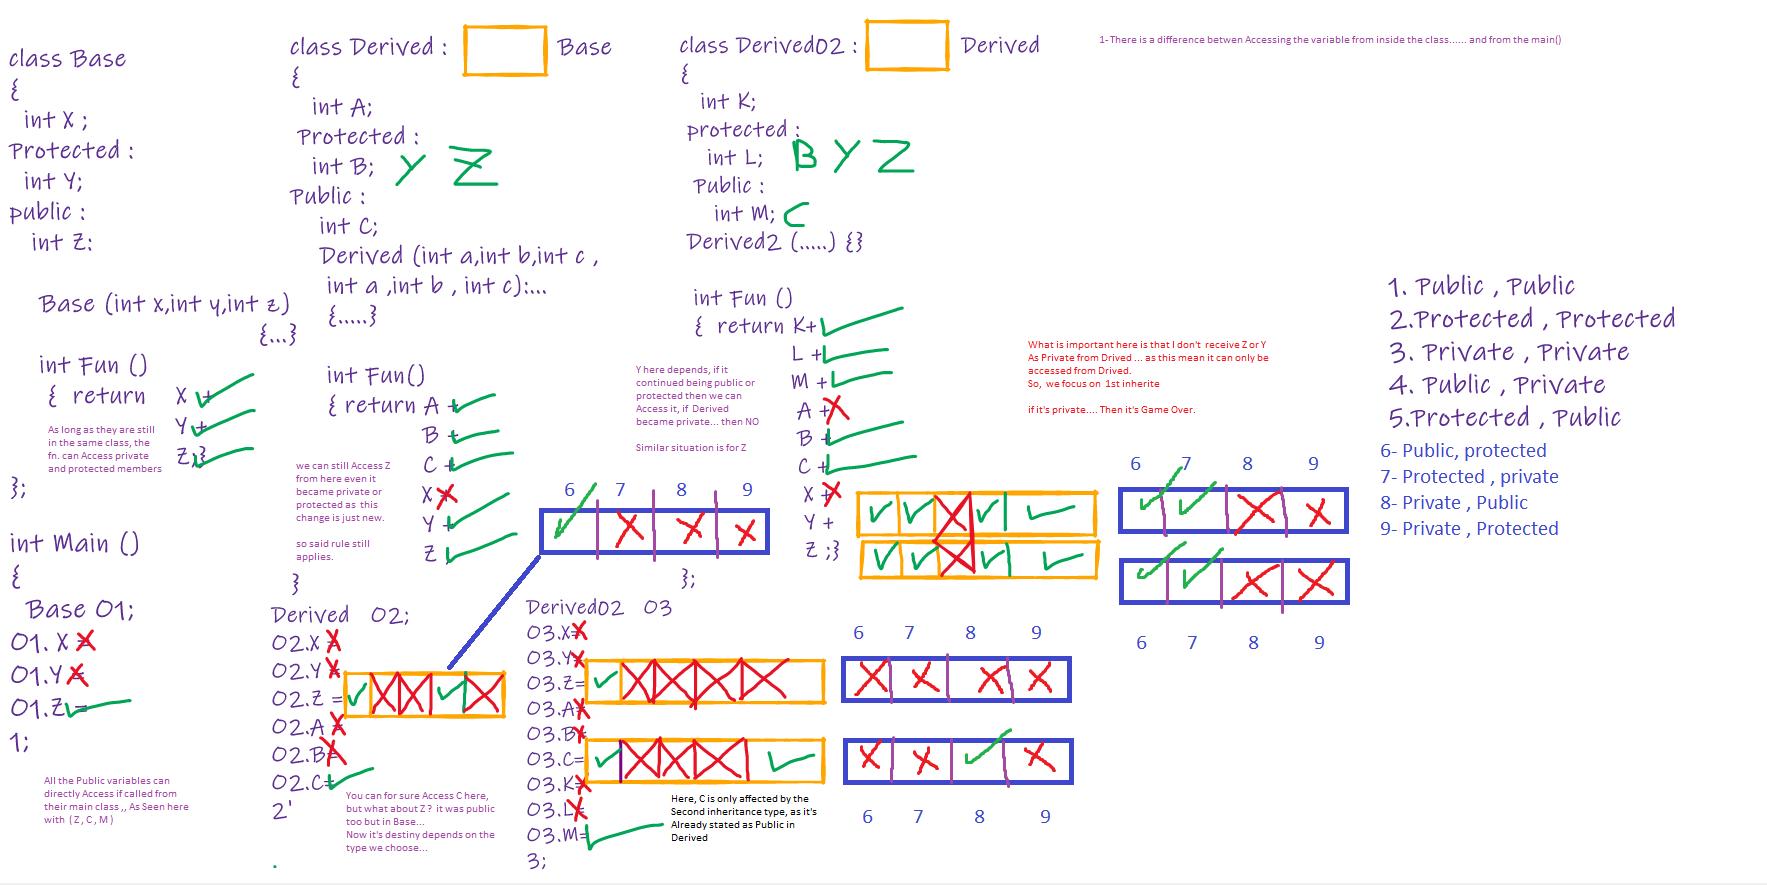 class Base
{
int X ;
Protected :
int Y;
public :
int Z:
Base (int x,int y,int z)
{...}
int Fun ()
{ return X +
Y +
Z;}
As long as they are still
in the same class, the
fn. can Access private
and protected members
};
int Main ()
{
Base O1;
O1. X =
O1.Y =
O1.Z =
1;
All the Public variables can
directly Access if called from
their main class ,, As Seen here
with ( Z , C , M )
class Derived : Base
{
int A;
Protected :
int B; Y Z
Public :
int C;
Derived (int a,int b,int c ,
int a ,int b , int c):...
{.....}
int Fun()
{ return A +
B +
C +
X +
Y +
Z
we can still Access Z
from here even it
became private or
protected as this
change is just new.
so said rule still
applies.
}
Derived O2;
O2.X =
O2.Y =
O2.Z =
O2.A =
O2.B=
O2.C=
2'
You can for sure Access C here,
but what about Z ? it was public
too but in Base...
Now it's destiny depends on the
type we choose...
6 7 8 9
class Derived02 : Derived
{
int K;
protected :
int L; B Y Z
Public :
int M; C
Derived2 (.....) {}
int Fun ()
{ return K+
L +
M +
A +
B +
C +
X +
Y +
Z ;}
Y here depends, if it
continued being public or
protected then we can
Access it, if Derived
became private... then NO
Similar situation is for Z
};
Derived02 O3
O3.X=
O3.Y=
O3.Z=
O3.A=
O3.B=
O3.C=
O3.K=
O3.L=
O3.M=
3;
Here, C is only affected by the
Second inheritance type, as it's
Already stated as Public in
Derived
6 7 8 9
6 7 8 9
1- There is a difference betwen Accessing the variable from inside the class...... and from the main()
What is important here is that I don't receive Z or Y
As Private from Drived ... as this mean it can only be
accessed from Drived.
So, we focus on 1st inherite
if it's private.... Then it's Game Over.
6 7 8 9
6 7 8 9
1. Public , Public
2.Protected , Protected
3. Private , Private
4. Public , Private
5.Protected , Public
6- Public, protected
7- Protected , private
8- Private , Public
9- Private , Protected